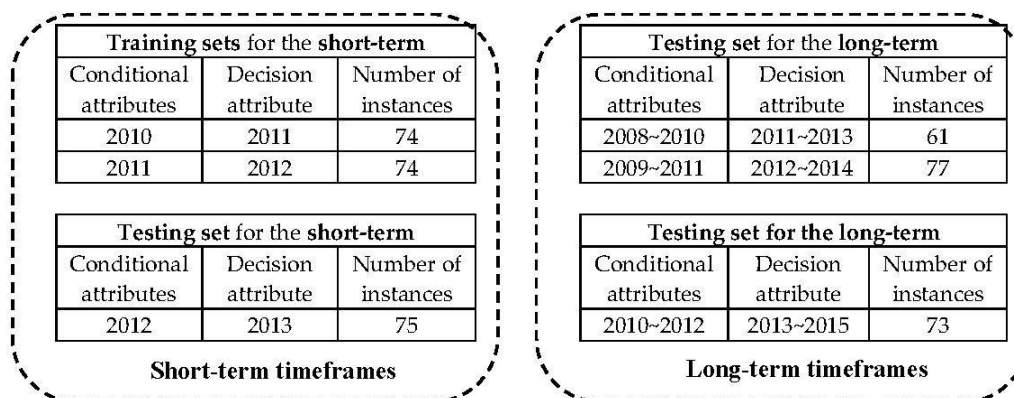 Training sets for the short-term
Conditional attributes Decision attribute Number of instances
2010 2011 74
2011 2012 74
Testing set for the short-term
Conditional attributes Decision attribute Number of instances
2012 2013 75
Short-term timeframes
Testing set for the long-term
Conditional attributes Decision attribute Number of instances
2008~2010 2011~2013 61
2009~2011 2012~2014 77
Testing set for the long-term
Conditional attributes Decision attribute Number of instances
2010~2012 2013~2015 73
Long-term timeframes